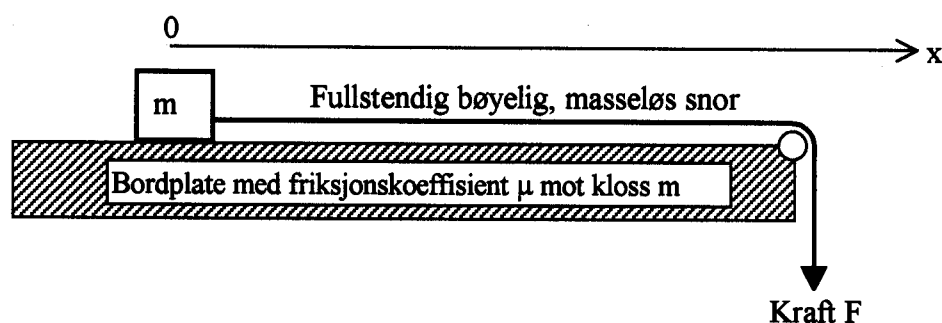 0
x
m
Fullstendig bøyelig, masseløs snor
Bordplate med friksjonskoeffisient μ mot kloss m
Kraft F